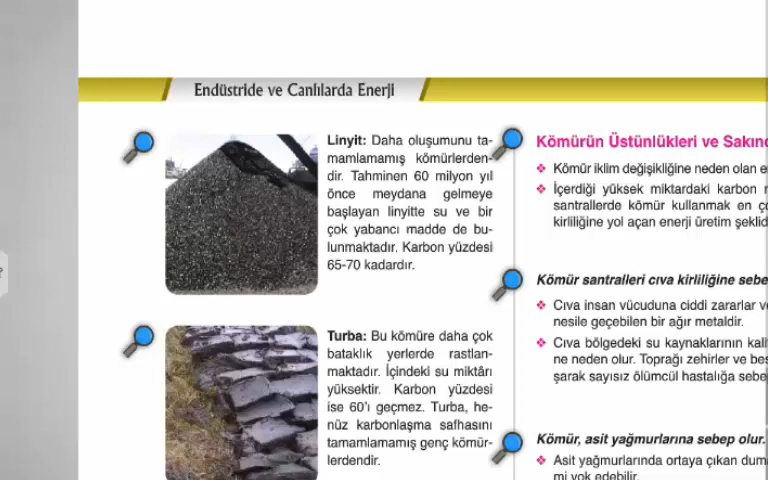 Endüstride ve Canlılarda Enerji
Linyit: Daha oluşumunu ta-
mamlamamış kömürlerden-
dir. Tahminen 60 milyon yıl
önce meydana gelmeye
başlayan linyitte su ve bir
çok yabancı madde de bu-
lunmaktadır. Karbon yüzdesi
65-70 kadardır.
Turba: Bu kömüre daha çok
bataklık yerlerde rastlan-
maktadır. İçindeki su miktârı
yüksektir. Karbon yüzdesi
ise 60'ı geçmez. Turba, he-
nüz karbonlaşma safhasını
tamamlamamış genç kömür-
lerdendir.
Kömürün Üstünlükleri ve
Kömür iklim değişikliğine neden olan
İçerdiği yüksek miktardaki karbon
santrallerde kömür kullanmak en
kirliliğine yol açan enerji üretim
Kömür santralleri cıva kirliliğine
Cıva insan vücuduna ciddi zararlar
nesile geçebilen bir ağır metaldir.
Cıva bölgedeki su kaynaklarının
ne neden olur. Toprağı zehirler ve
şarak sayısız ölümcül hastalığa
Kömür, asit yağmurlarına sebep olur.
Asit yağmurlarında ortaya çıkan
mi yok edebilir.